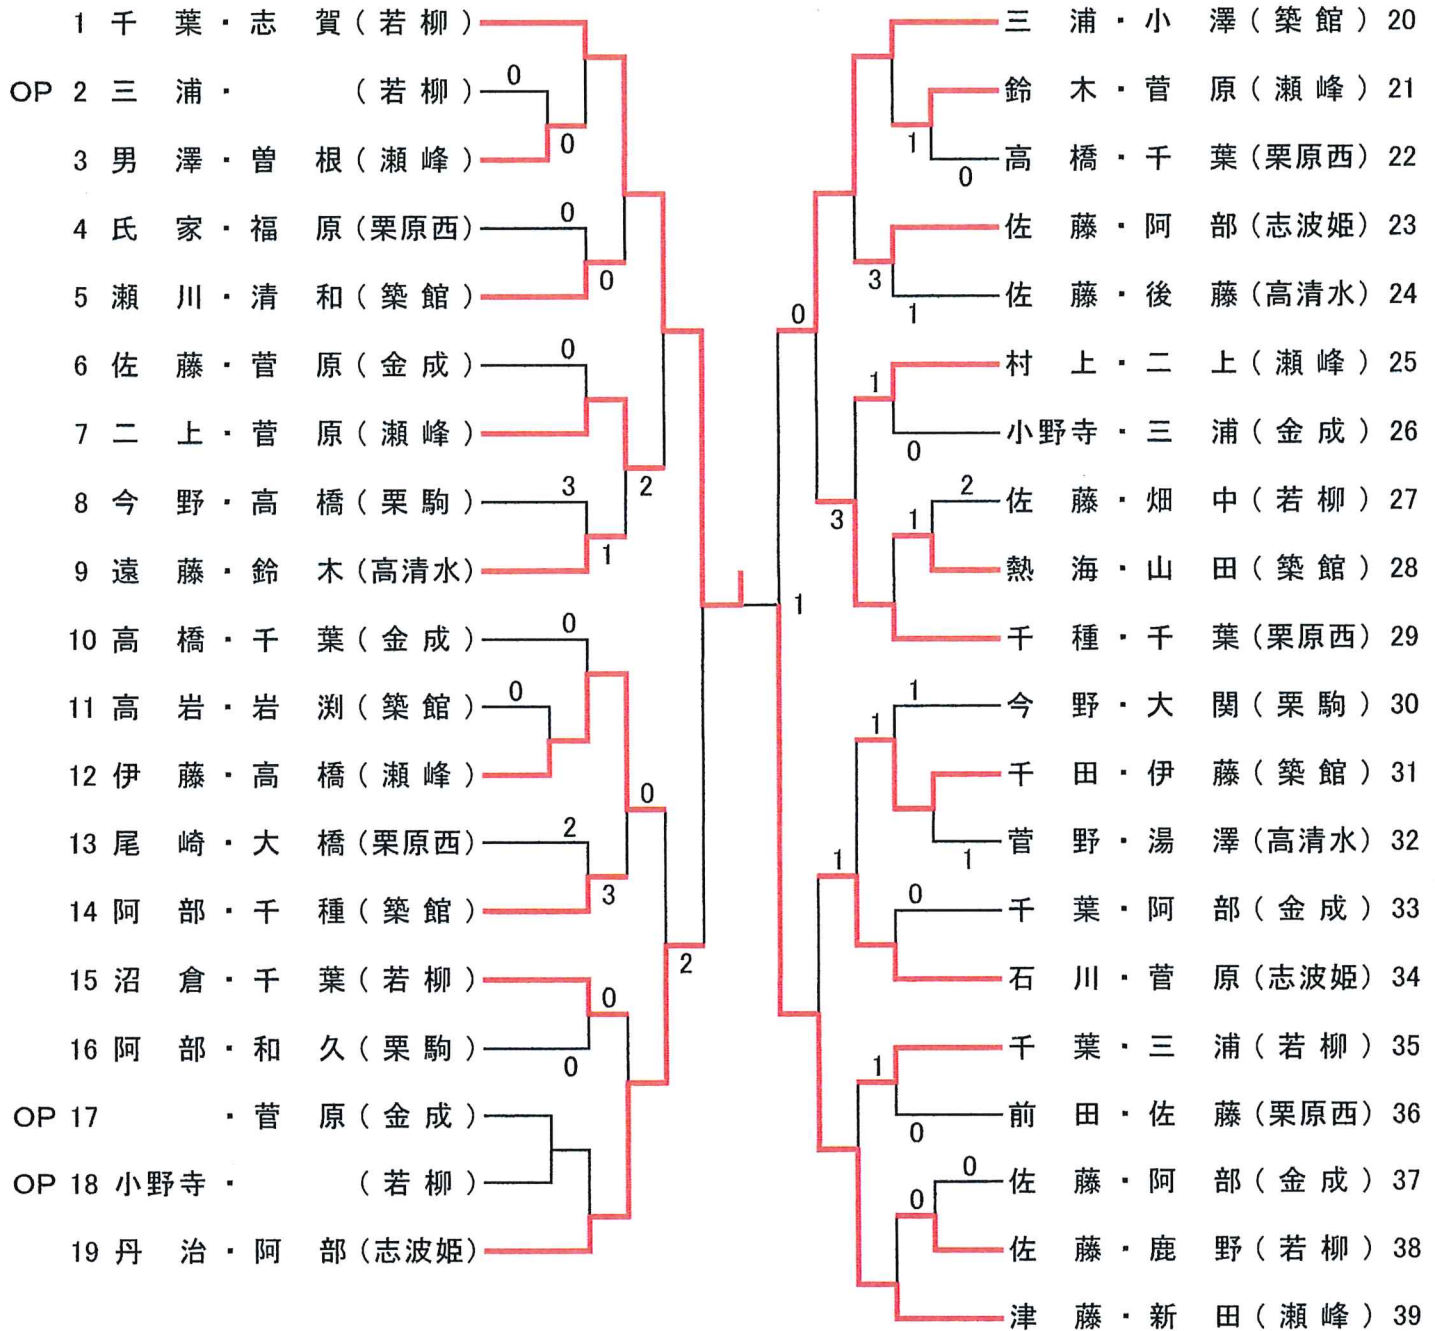 1 千葉・志賀(若柳)
OP 2 三浦・ (若柳)
3 男澤・曽根(瀬峰)
4 氏家・福原(栗原西)
5 瀬川・清和(築館)
6 佐藤・菅原(金成)
7 二上・菅原(瀬峰)
8 今野・高橋(栗駒)
9 遠藤・鈴木(高清水)
10 高橋・千葉(金成)
11 高岩・岩渕(築館)
12 伊藤・高橋(瀬峰)
13 尾崎・大橋(栗原西)
14 阿部・千種(築館)
15 沼倉・千葉(若柳)
16 阿部・和久(栗駒)
OP 17 ・菅原(金成)
OP 18 小野寺・ (若柳)
19 丹治・阿部(志波姫)
0
0
0
0
0
3
2
1
0
0
0
2
3
2
0
0
1
0
1
0
3
1
1
0
3
2
1
1
1
1
1
0
1
0
0
0
三浦・小澤(築館) 20
鈴木・菅原(瀬峰) 21
高橋・千葉(栗原西) 22
佐藤・阿部(志波姫) 23
佐藤・後藤(高清水) 24
村上・二上(瀬峰) 25
小野寺・三浦(金成) 26
佐藤・畑中(若柳) 27
熱海・山田(築館) 28
千種・千葉(栗原西) 29
今野・大関(栗駒) 30
千田・伊藤(築館) 31
菅野・湯澤(高清水) 32
千葉・阿部(金成) 33
石川・菅原(志波姫) 34
千葉・三浦(若柳) 35
前田・佐藤(栗原西) 36
佐藤・阿部(金成) 37
佐藤・鹿野(若柳) 38
津藤・新田(瀬峰) 39